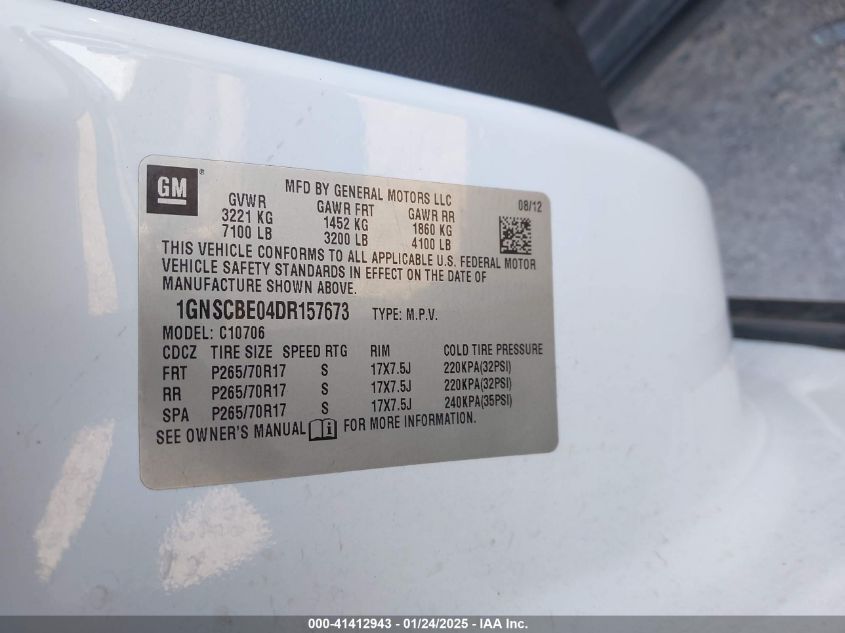 GM ®
MFD BY GENERAL MOTORS LLC 08/12
GVWR GAWR FRT GAWR RR
3221 KG 1452 KG 1860 KG
7100 LB 3200 LB 4100 LB
THIS VEHICLE CONFORMS TO ALL APPLICABLE U.S. FEDERAL MOTOR
VEHICLE SAFETY STANDARDS IN EFFECT ON THE DATE OF
MANUFACTURE SHOWN ABOVE.
1GNSCBE04DR157673 TYPE: M.P.V.
MODEL: C10706
CDCZ TIRE SIZE SPEED RTG RIM COLD TIRE PRESSURE
FRT P265/70R17 S 17X7.5J 220KPA(32PSI)
RR P265/70R17 S 17X7.5J 220KPA(32PSI)
SPA P265/70R17 S 17X7.5J 240KPA(35PSI)
SEE OWNER'S MANUAL i FOR MORE INFORMATION.
000-41412943 - 01/24/2025 - IAA Inc.